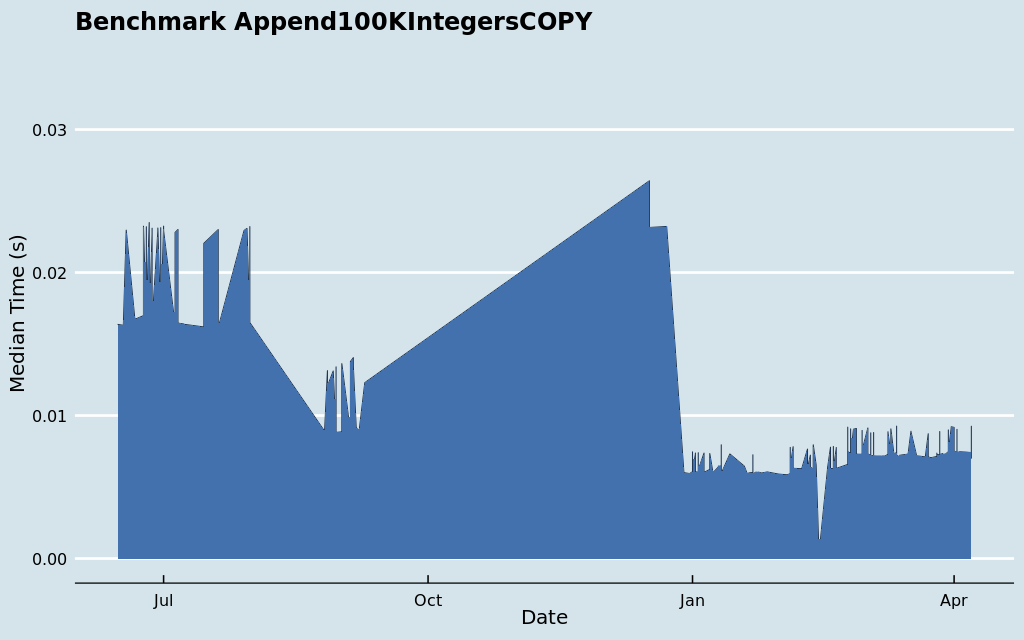 Benchmark Append100KIntegersCOPY
Median Time (s)
0.03
0.02
0.01
0.00
Jul Oct Jan Apr
Date